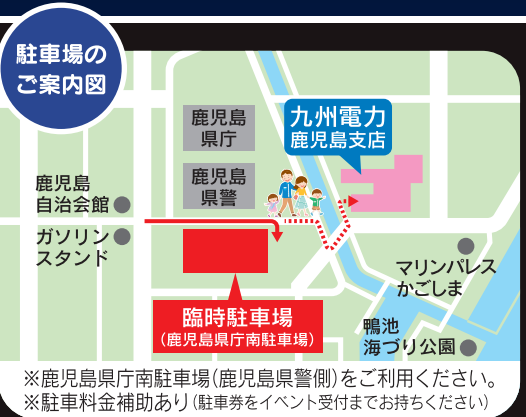 駐車場の
ご案内図
鹿児島
県庁
九州電力
鹿児島支店
鹿児島
県警
鹿児島
自治会館
ガソリン
スタンド
マリンパレス
かごしま
臨時駐車場
(鹿児島県庁南駐車場)
鴨池
海づり公園
※鹿児島県庁南駐車場(鹿児島県警側)をご利用ください。
※駐車料金補助あり(駐車券をイベント受付までお持ちください)